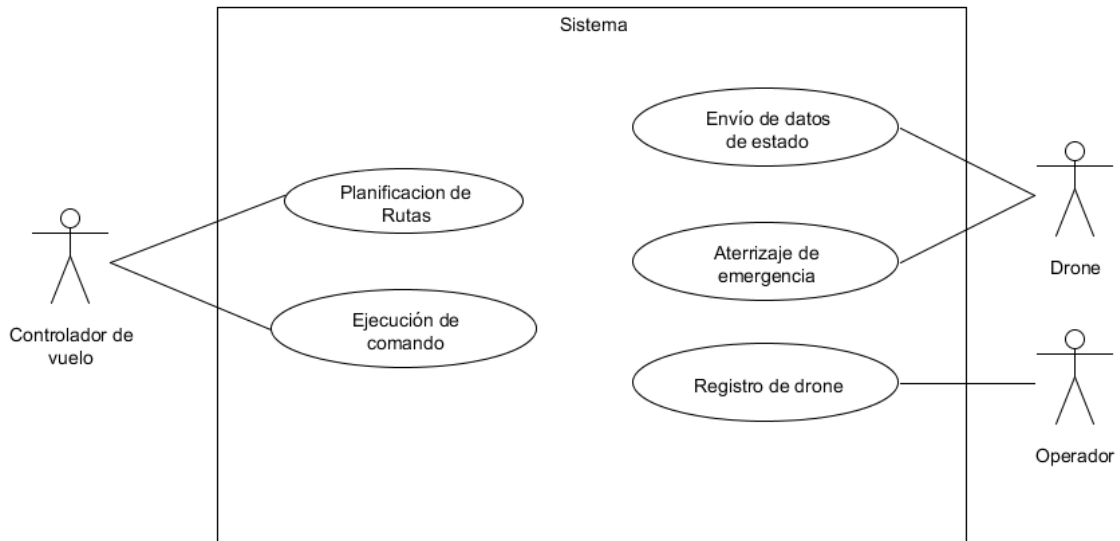 Sistema
Envío de datos
de estado
Planificacion de
Rutas
Aterrizaje de
emergencia
Drone
Controlador de
vuelo
Ejecución de
comando
Registro de drone
Operador